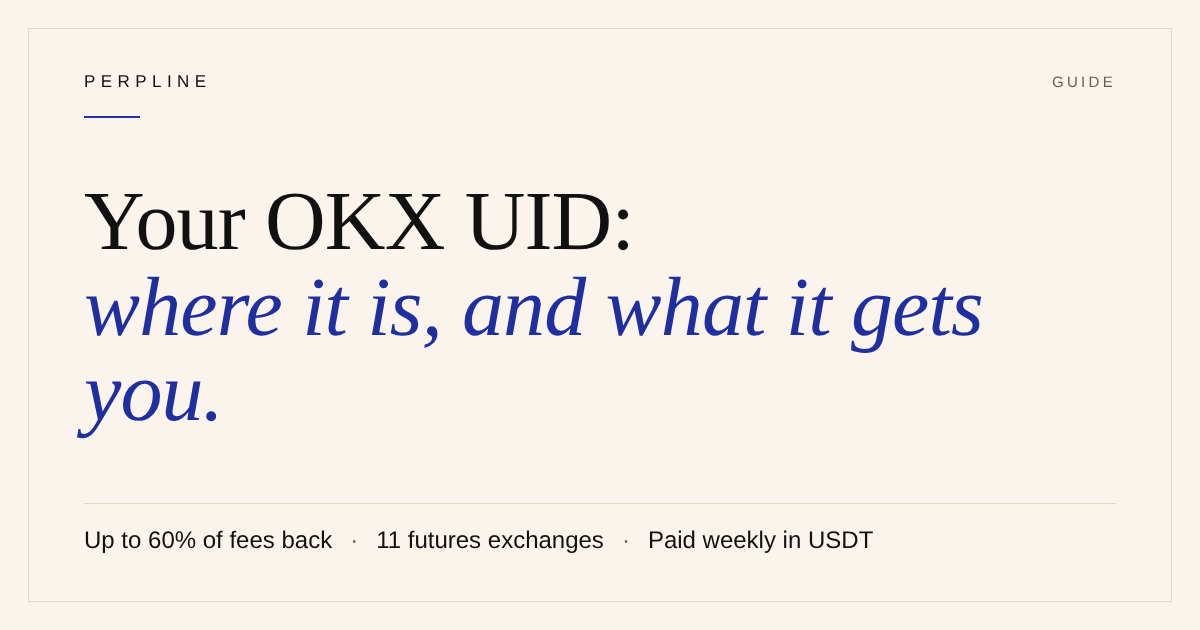 PERPLINE
GUIDE
Your OKX UID:
where it is, and what it gets
you.
Up to 60% of fees back · 11 futures exchanges · Paid weekly in USDT